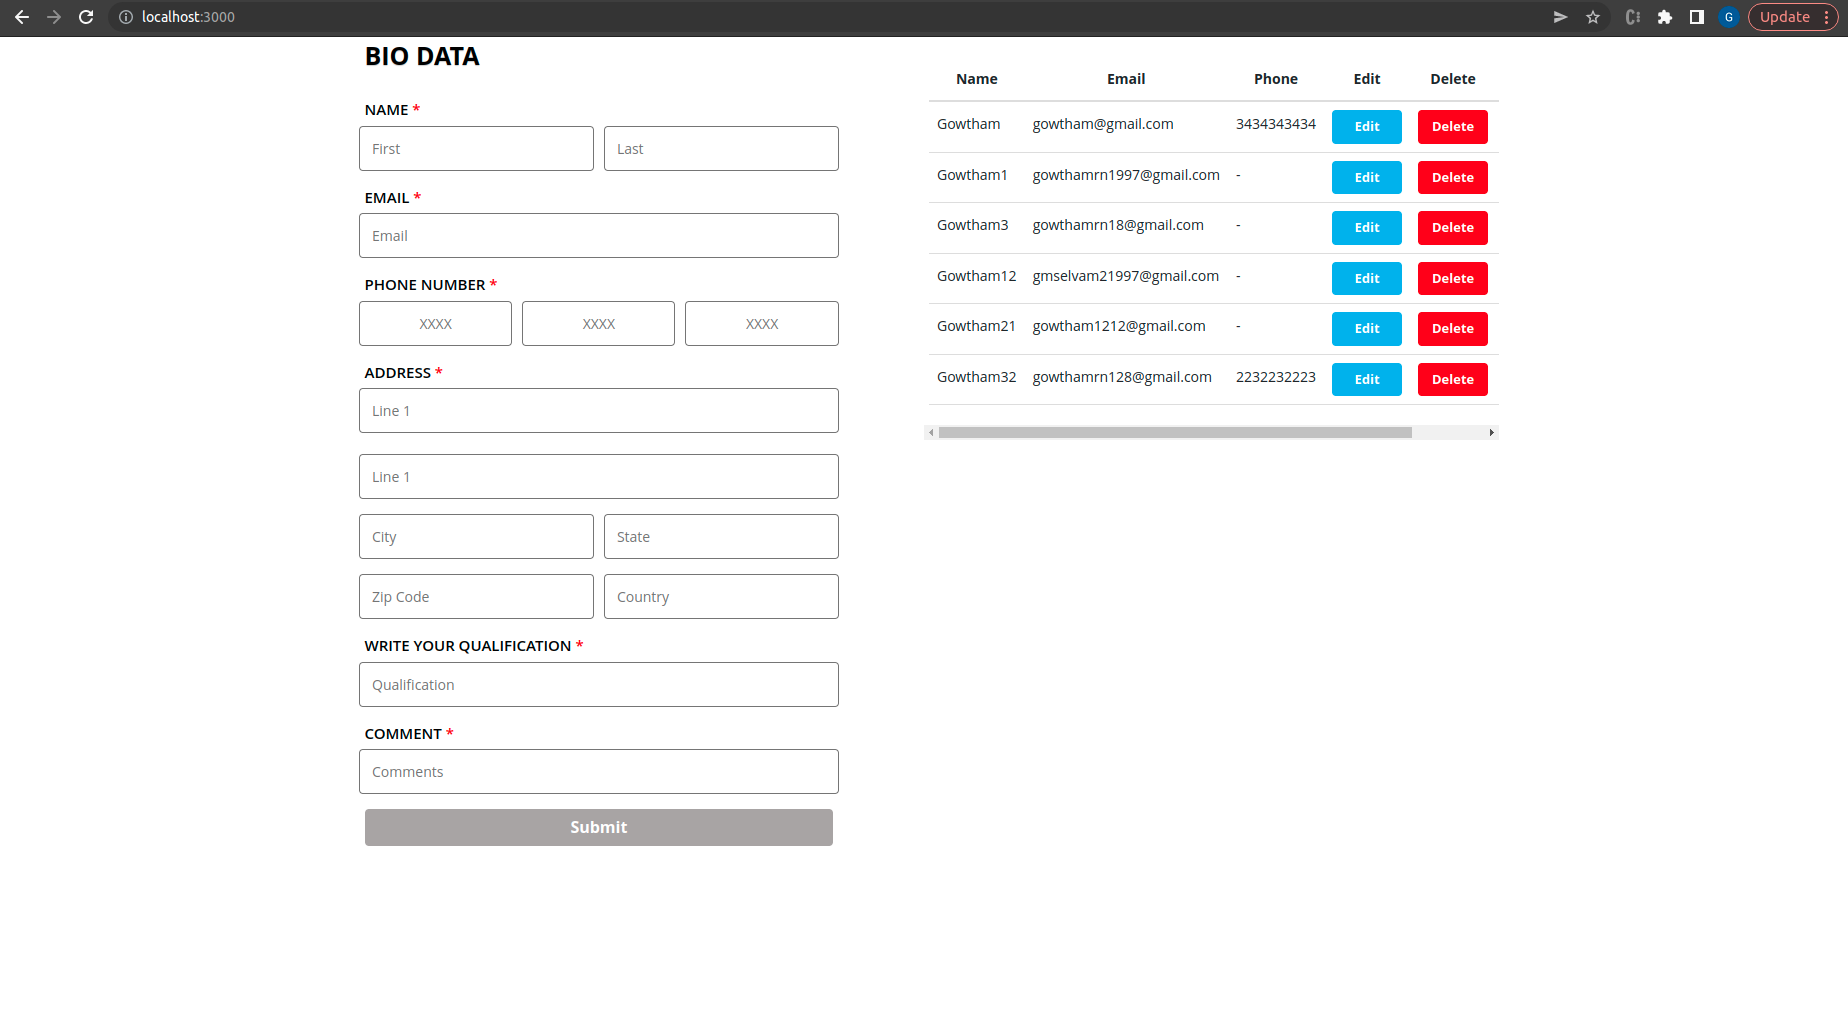 localhost:3000
G
Update
BIO DATA
NAME *
First
Last
EMAIL *
Email
PHONE NUMBER *
XXXX
XXXX
XXXX
ADDRESS *
Line 1
Line 1
City
State
Zip Code
Country
WRITE YOUR QUALIFICATION *
Qualification
COMMENT *
Comments
Submit
Name Email Phone Edit Delete
Gowtham gowtham@gmail.com 3434343434 Edit Delete
Gowtham1 gowthamrn1997@gmail.com - Edit Delete
Gowtham3 gowthamrn18@gmail.com - Edit Delete
Gowtham12 gmselvam21997@gmail.com - Edit Delete
Gowtham21 gowtham1212@gmail.com - Edit Delete
Gowtham32 gowthamrn128@gmail.com 2232232223 Edit Delete